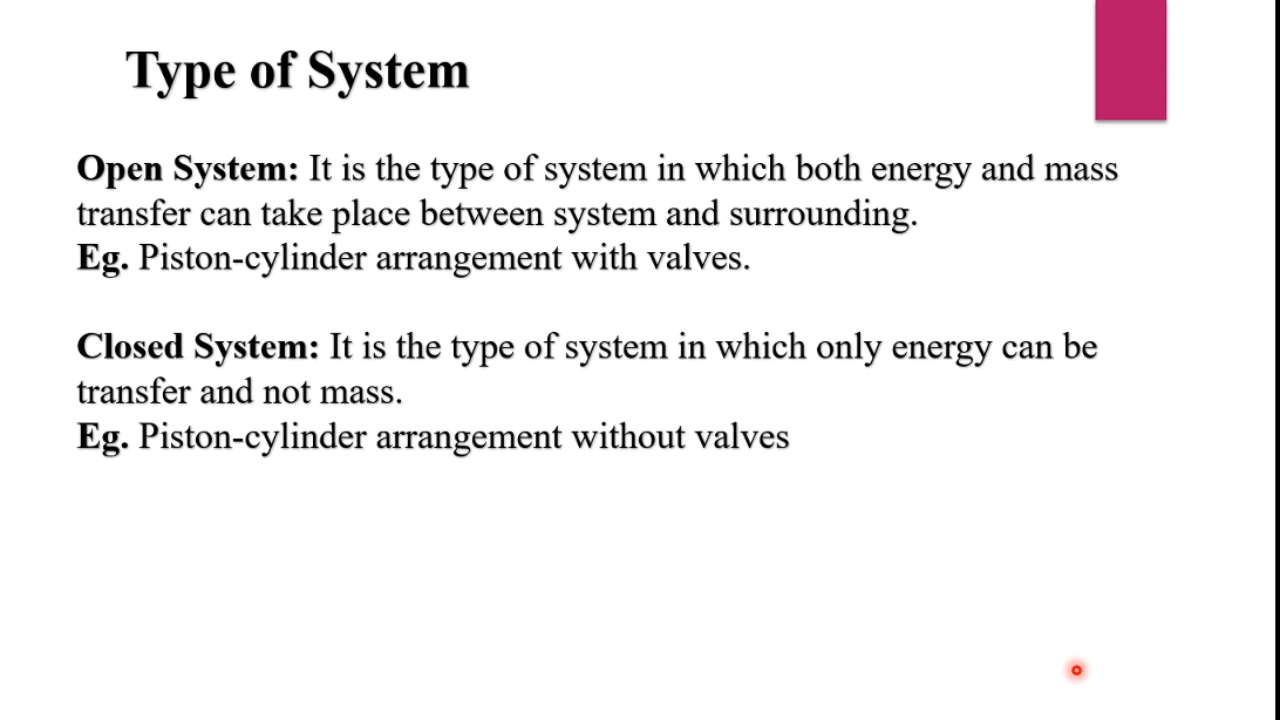 Type of System
Open System: It is the type of system in which both energy and mass
transfer can take place between system and surrounding.
Eg. Piston-cylinder arrangement with valves.
Closed System: It is the type of system in which only energy can be
transfer and not mass.
Eg. Piston-cylinder arrangement without valves